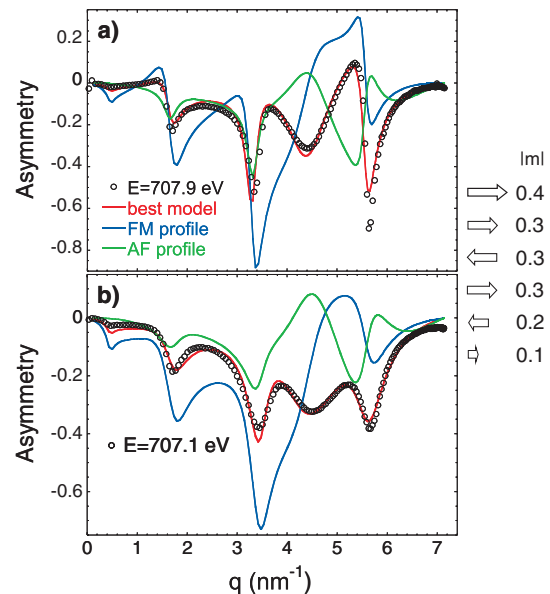 a)
0.2
0
-0.2
-0.4
-0.6
-0.8
Asymmetry
E=707.9 eV
best model
FM profile
AF profile
b)
0
-0.2
-0.4
-0.6
Asymmetry
E=707.1 eV
0 1 2 3 4 5 6 7
q (nm⁻¹)
|m|
0.4
0.3
0.3
0.3
0.2
0.1